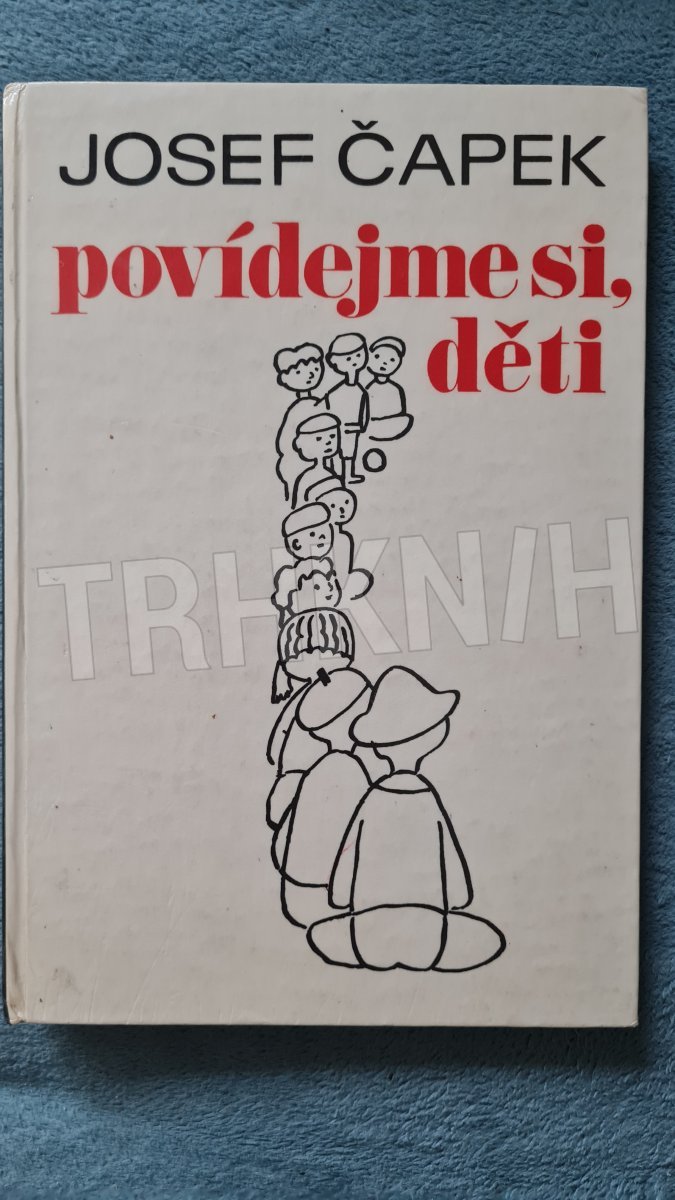 JOSEF ČAPEK
povídejme si,
děti
TRHKNIH